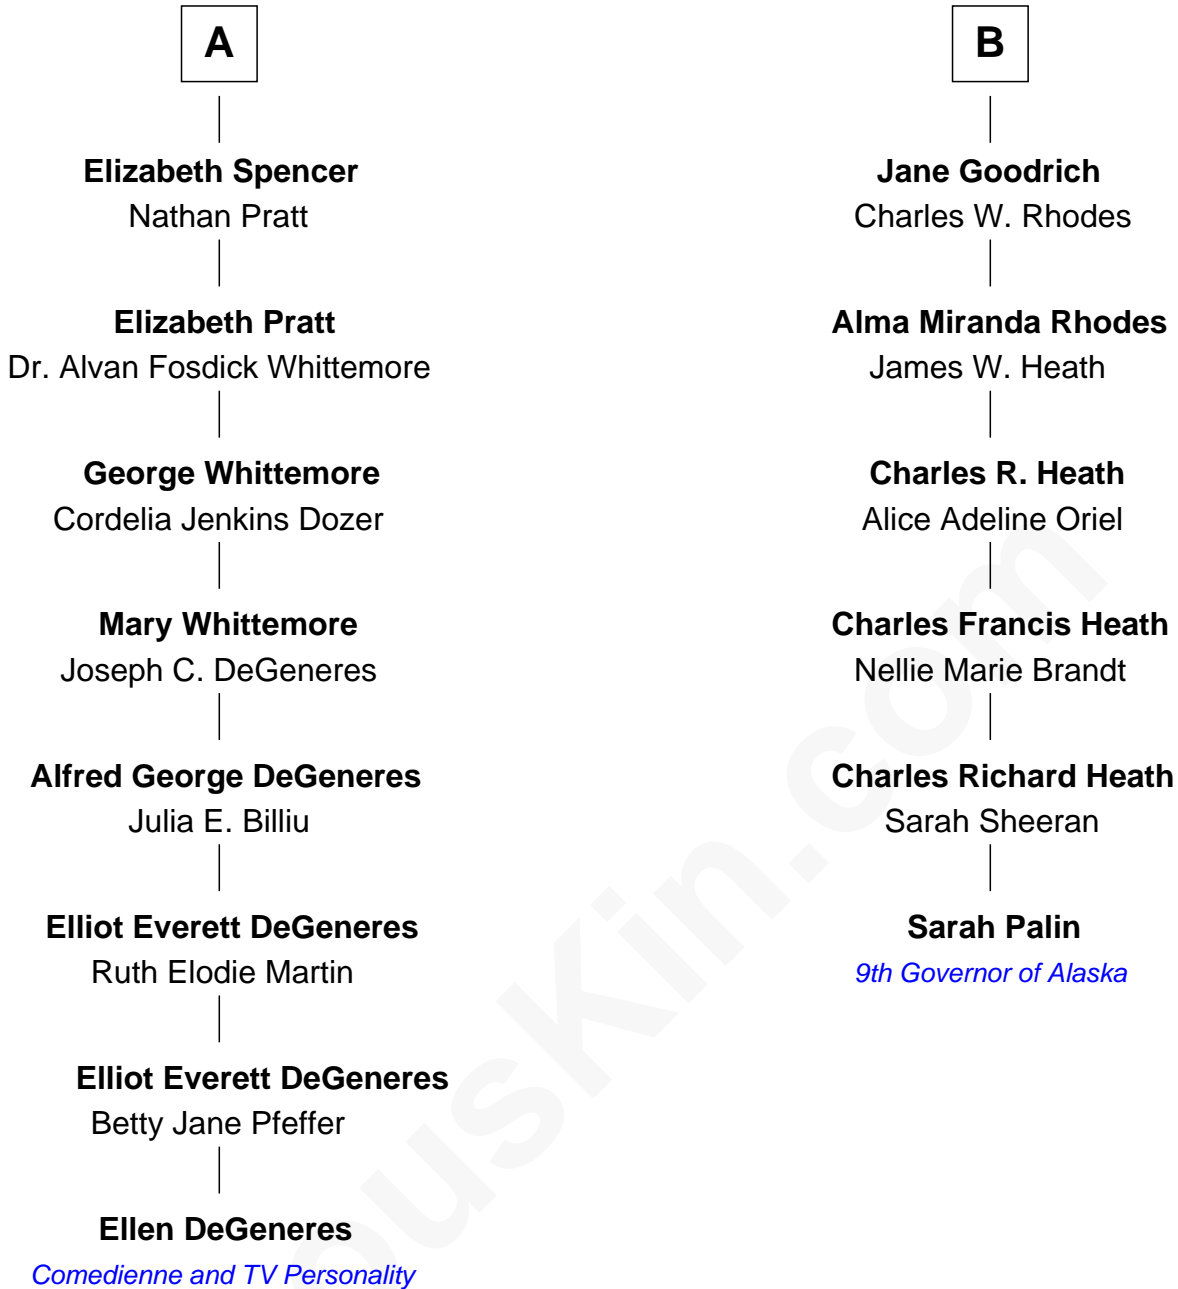 A
Elizabeth Spencer
Nathan Pratt
Elizabeth Pratt
Dr. Alvan Fosdick Whittemore
George Whittemore
Cordelia Jenkins Dozer
Mary Whittemore
Joseph C. DeGeneres
Alfred George DeGeneres
Julia E. Billiu
Elliot Everett DeGeneres
Ruth Elodie Martin
Elliot Everett DeGeneres
Betty Jane Pfeffer
Ellen DeGeneres
Comedienne and TV Personality
B
Jane Goodrich
Charles W. Rhodes
Alma Miranda Rhodes
James W. Heath
Charles R. Heath
Alice Adeline Oriel
Charles Francis Heath
Nellie Marie Brandt
Charles Richard Heath
Sarah Sheeran
Sarah Palin
9th Governor of Alaska
ousKin.com